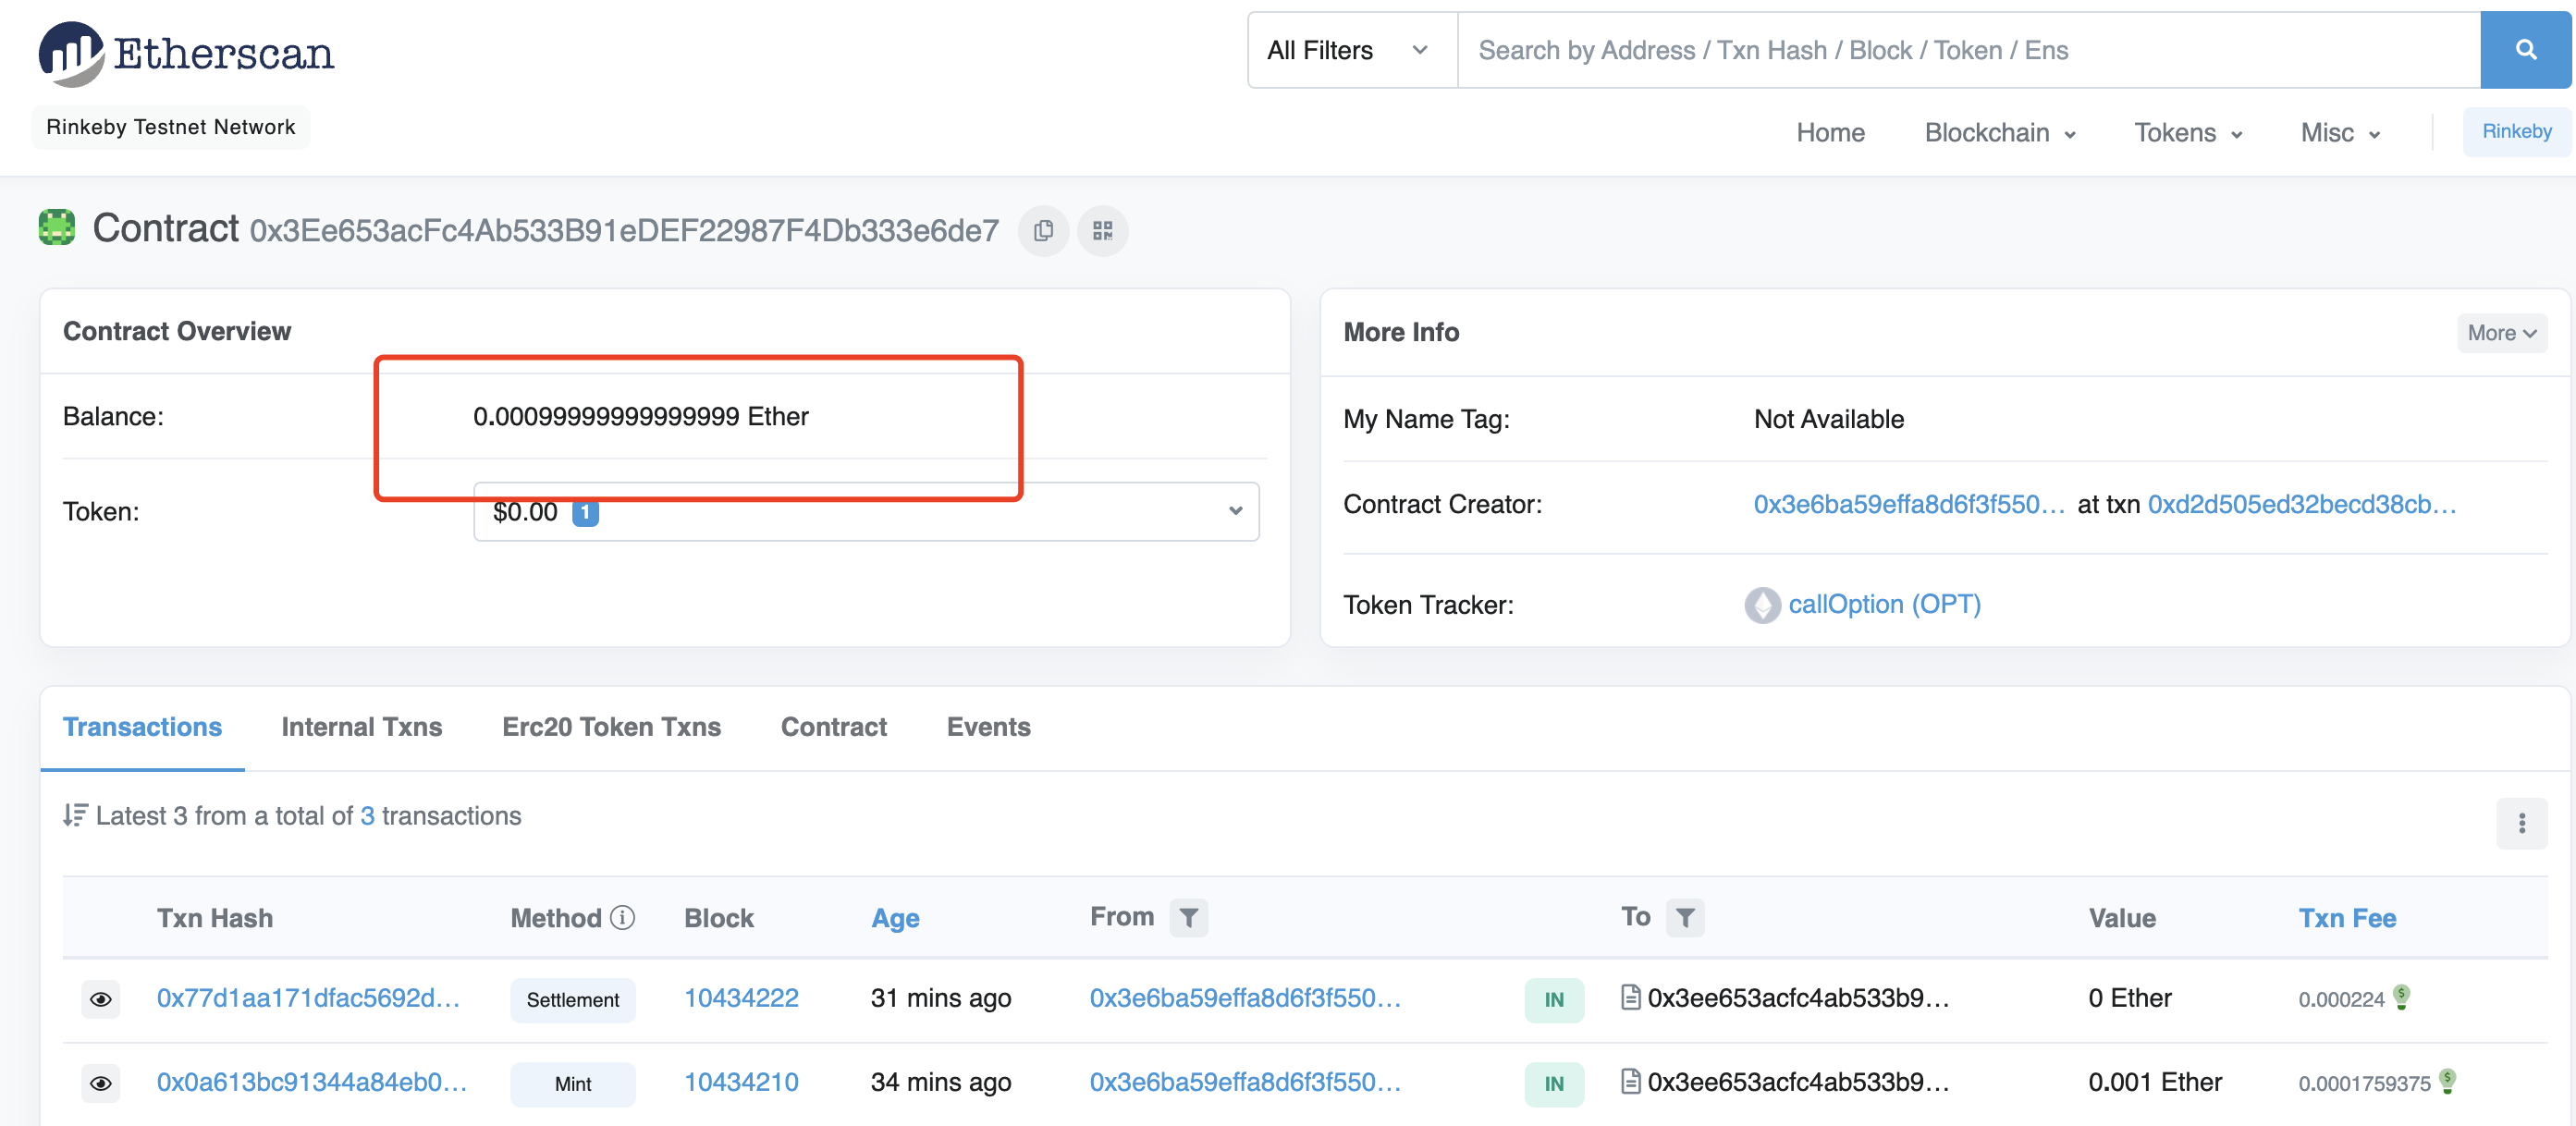 Etherscan
All Filters
Search by Address / Txn Hash / Block / Token / Ens
Rinkeby Testnet Network
Home Blockchain Tokens Misc Rinkeby
Contract 0x3Ee653acFc4Ab533B91eDEF22987F4Db333e6de7
Contract Overview
Balance: 0.00099999999999999 Ether
Token: $0.00 1
More Info More
My Name Tag: Not Available
Contract Creator: 0x3e6ba59effa8d6f3f550... at txn 0xd2d505ed32becd38cb...
Token Tracker: callOption (OPT)
Transactions Internal Txns Erc20 Token Txns Contract Events
Latest 3 from a total of 3 transactions
Txn Hash Method Block Age From To Value Txn Fee
0x77d1aa171dfac5692d... Settlement 10434222 31 mins ago 0x3e6ba59effa8d6f3f550... IN 0x3ee653acfc4ab533b9... 0 Ether 0.000224
0x0a613bc91344a84eb0... Mint 10434210 34 mins ago 0x3e6ba59effa8d6f3f550... IN 0x3ee653acfc4ab533b9... 0.001 Ether 0.0001759375